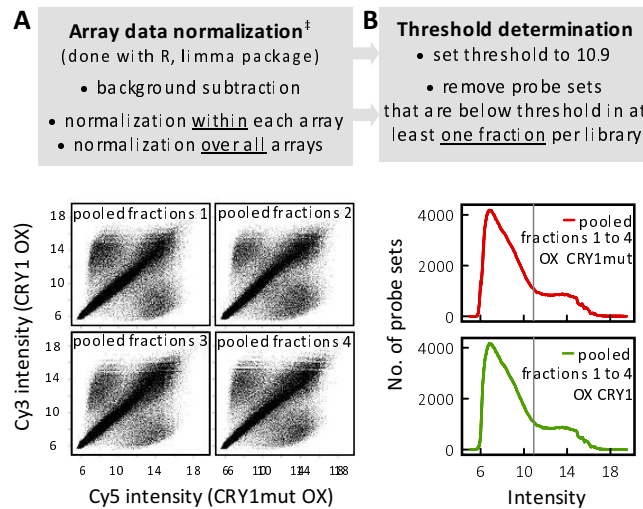 A
Array data normalization‡
(done with R, limma package)
• background subtraction
• normalization within each array
• normalization over all arrays
B
Threshold determination
• set threshold to 10.9
• remove probe sets
that are below threshold in at
least one fraction per library
Cy3 intensity (CRY1 OX)
18
14
10
6
pooled fractions 1
pooled fractions 2
18
14
10
6
pooled fractions 3
pooled fractions 4
6 10 14 18
6 10 14 18
Cy5 intensity (CRY1mut OX)
No. of probe sets
4000
2000
0
pooled
fractions 1 to 4
OX CRY1mut
4000
2000
0
pooled
fractions 1 to 4
OX CRY1
6 10 14 18
Intensity